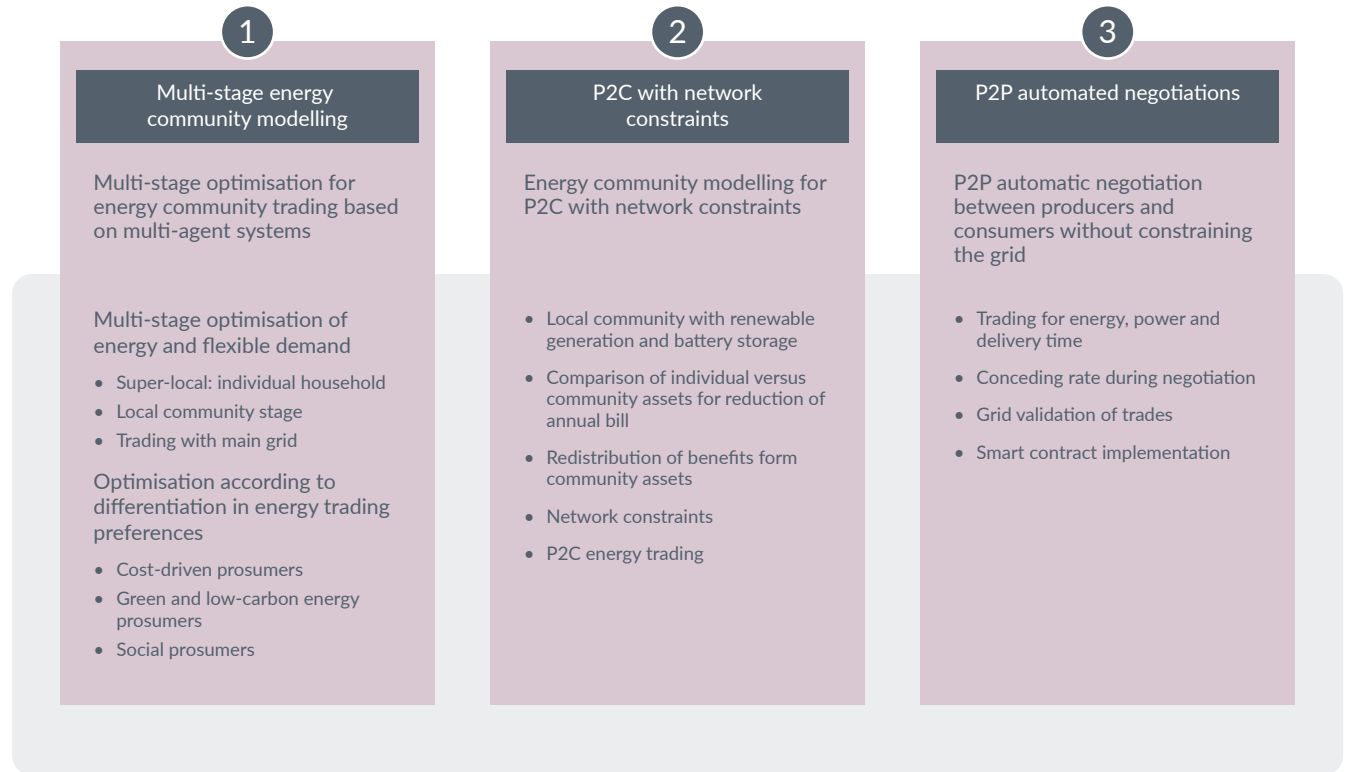 1
Multi-stage energy
community modelling
Multi-stage optimisation for
energy community trading based
on multi-agent systems
Multi-stage optimisation of
energy and flexible demand
• Super-local: individual household
• Local community stage
• Trading with main grid
Optimisation according to
differentiation in energy trading
preferences
• Cost-driven prosumers
• Green and low-carbon energy
prosumers
• Social prosumers
2
P2C with network
constraints
Energy community modelling for
P2C with network constraints
• Local community with renewable
generation and battery storage
• Comparison of individual versus
community assets for reduction of
annual bill
• Redistribution of benefits form
community assets
• Network constraints
• P2C energy trading
3
P2P automated negotiations
P2P automatic negotiation
between producers and
consumers without constraining
the grid
• Trading for energy, power and
delivery time
• Conceding rate during negotiation
• Grid validation of trades
• Smart contract implementation